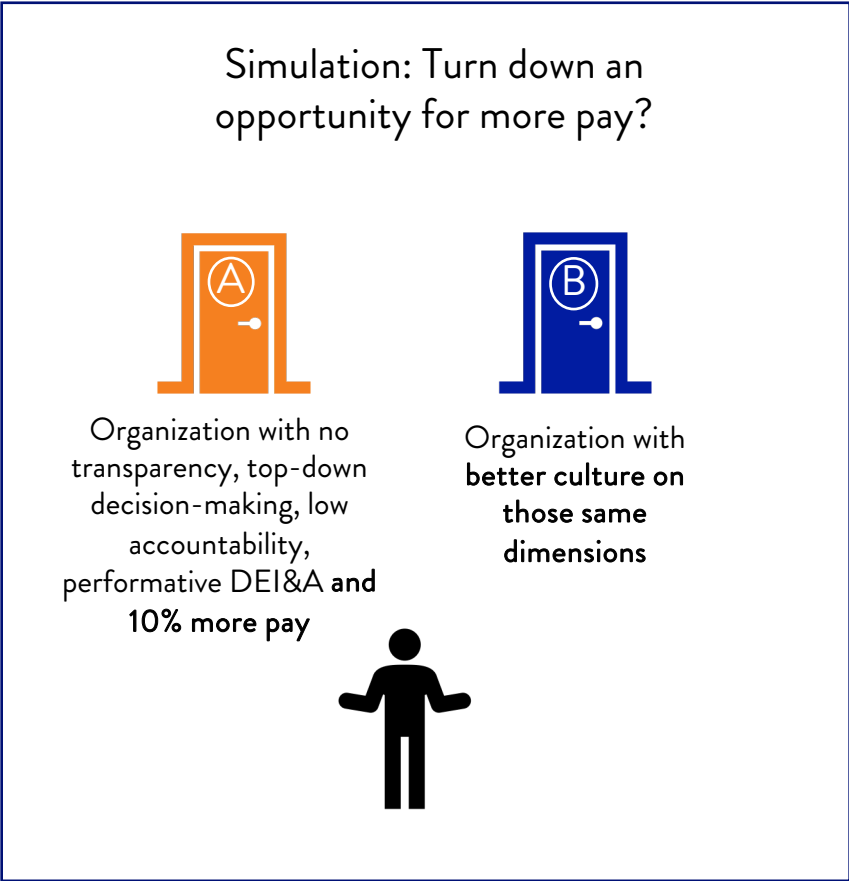 Simulation: Turn down an
opportunity for more pay?
A
Organization with no
transparency, top-down
decision-making, low
accountability,
performative DEI&A and
10% more pay
B
Organization with
better culture on
those same
dimensions